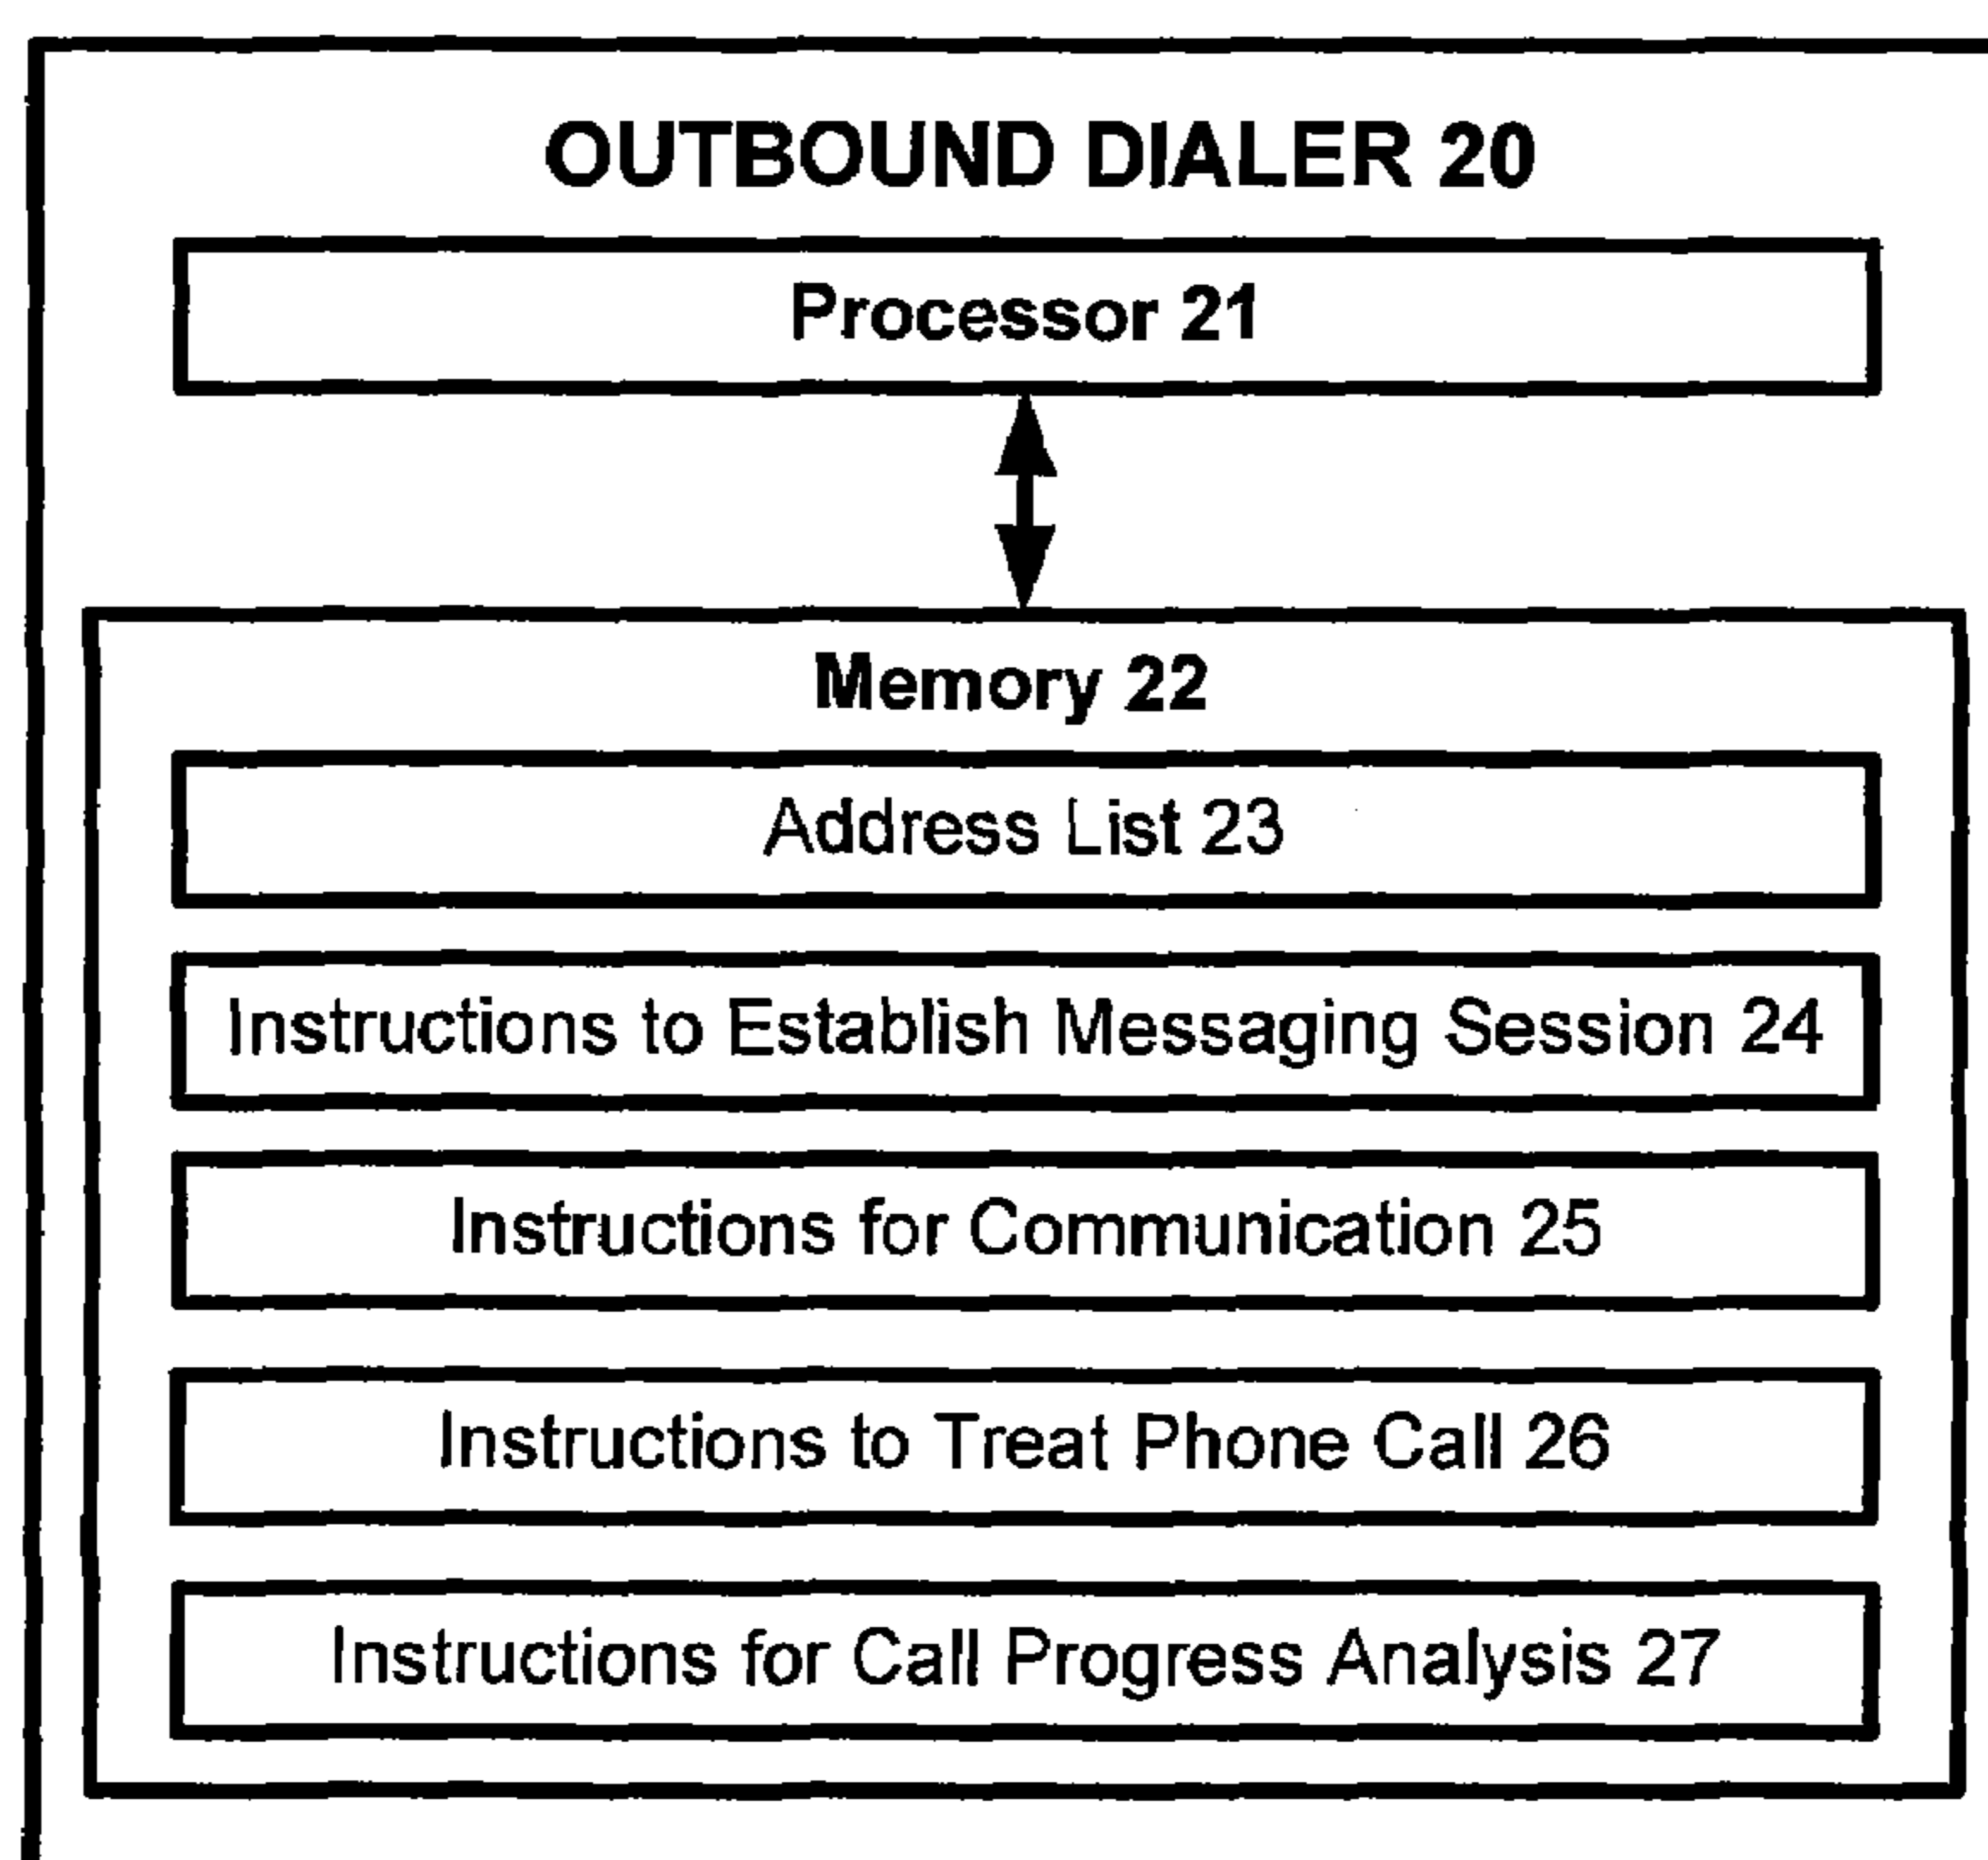 OUTBOUND DIALER 20
Processor 21
Memory 22
Address List 23
Instructions to Establish Messaging Session 24
Instructions for Communication 25
Instructions to Treat Phone Call 26
Instructions for Call Progress Analysis 27